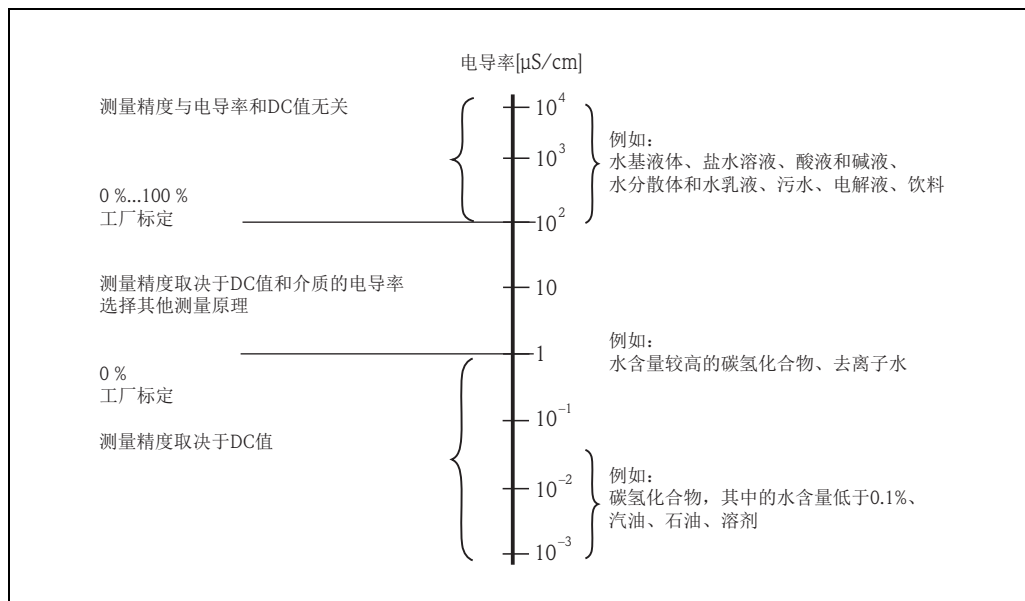 电导率[µS/cm]
测量精度与电导率和DC值无关
0 %...100 %
工厂标定
测量精度取决于DC值和介质的电导率
选择其他测量原理
0 %
工厂标定
测量精度取决于DC值
10⁴
10³
10²
10
1
10⁻¹
10⁻²
10⁻³
例如：
水基液体、盐水溶液、酸液和碱液、
水分散体和水乳液、污水、电解液、饮料
例如：
水含量较高的碳氢化合物、去离子水
例如：
碳氢化合物，其中的水含量低于0.1%、
汽油、石油、溶剂